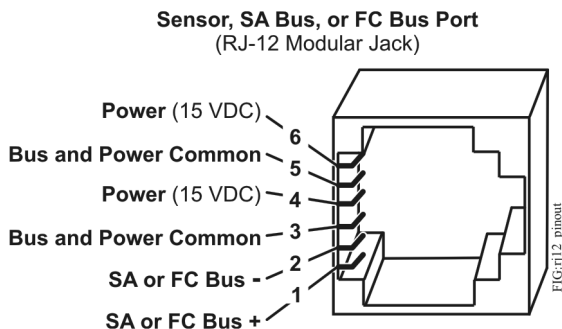 Sensor, SA Bus, or FC Bus Port
(RJ-12 Modular Jack)
Power (15 VDC) 6
Bus and Power Common 5
Power (15 VDC) 4
Bus and Power Common 3
SA or FC Bus - 2
SA or FC Bus + 1
FIG:rj12_pinout